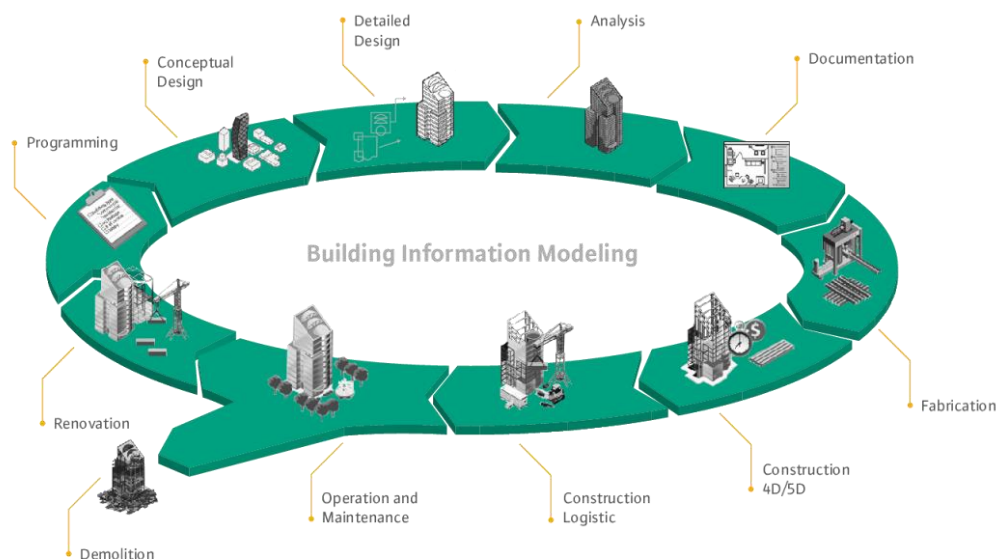 Detailed
Design
Analysis
Conceptual
Design
Documentation
Programming
Building Information Modeling
$
Renovation
Fabrication
Operation and
Maintenance
Construction
Logistic
Construction
4D/5D
Demolition